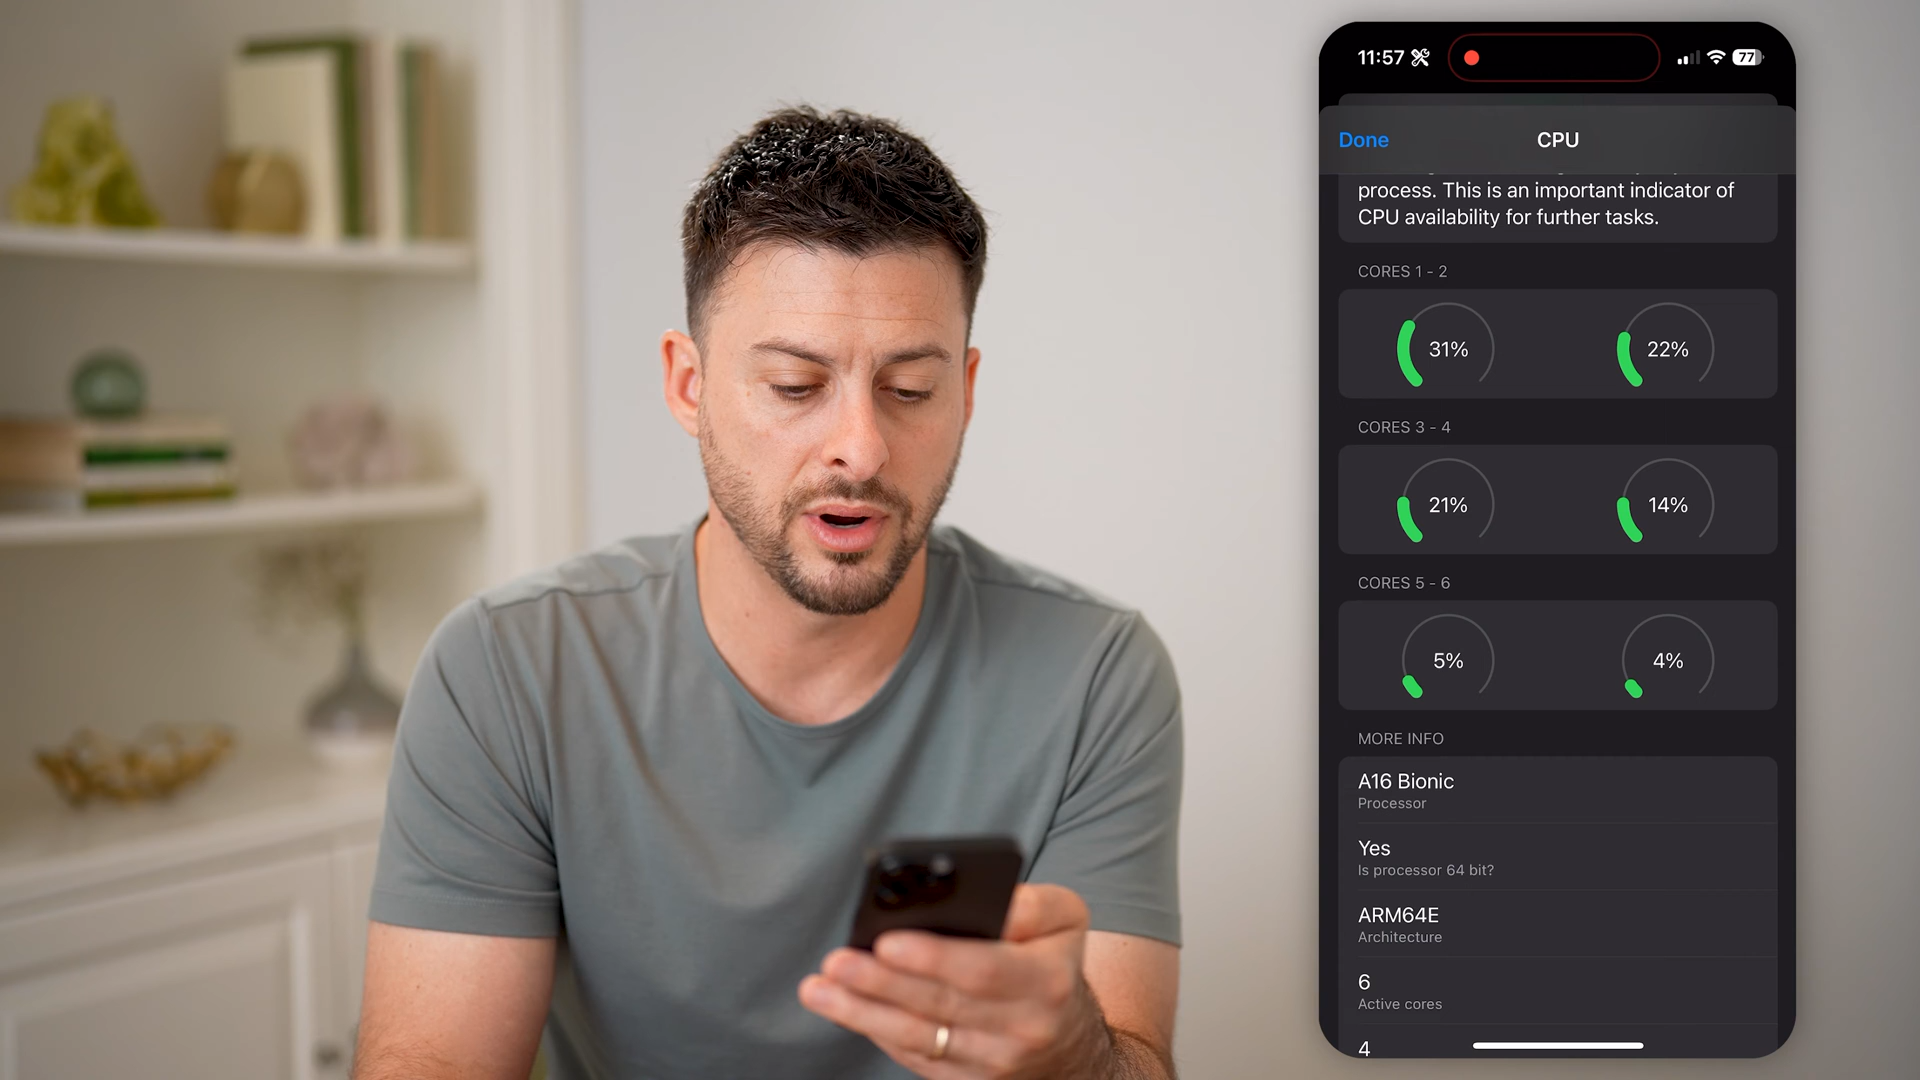 11:57
77
Done
CPU
process. This is an important indicator of
CPU availability for further tasks.
CORES 1 - 2
31%
22%
CORES 3 - 4
21%
14%
CORES 5 - 6
5%
4%
MORE INFO
A16 Bionic
Processor
Yes
Is processor 64 bit?
ARM64E
Architecture
6
Active cores
4